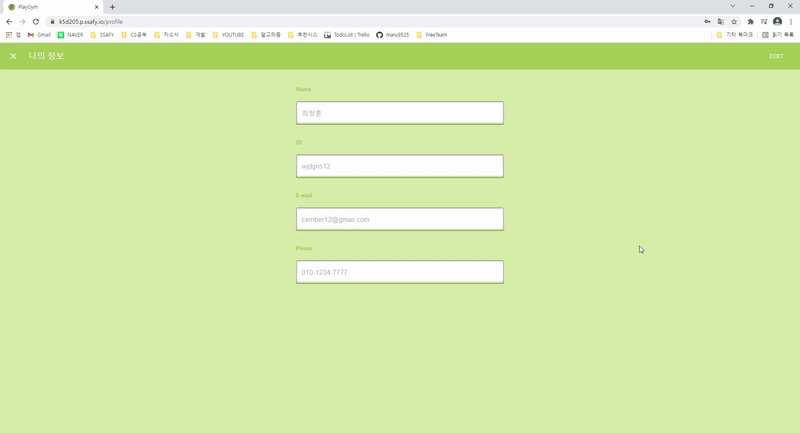 PlayGym
k5d205.p.ssafy.io/profile
앱 Gmail NAVER SSAFY CS공부 자소서 개발 YOUTUBE 알고리즘 추천시스 TodoList | Trello maru9525 FreeTeam 기타 북마크 읽기 목록
나의 정보 EDIT
Name
최정훈
ID
wjdgns12
E-mail
cember12@gmail.com
Phone
010-1234-7777